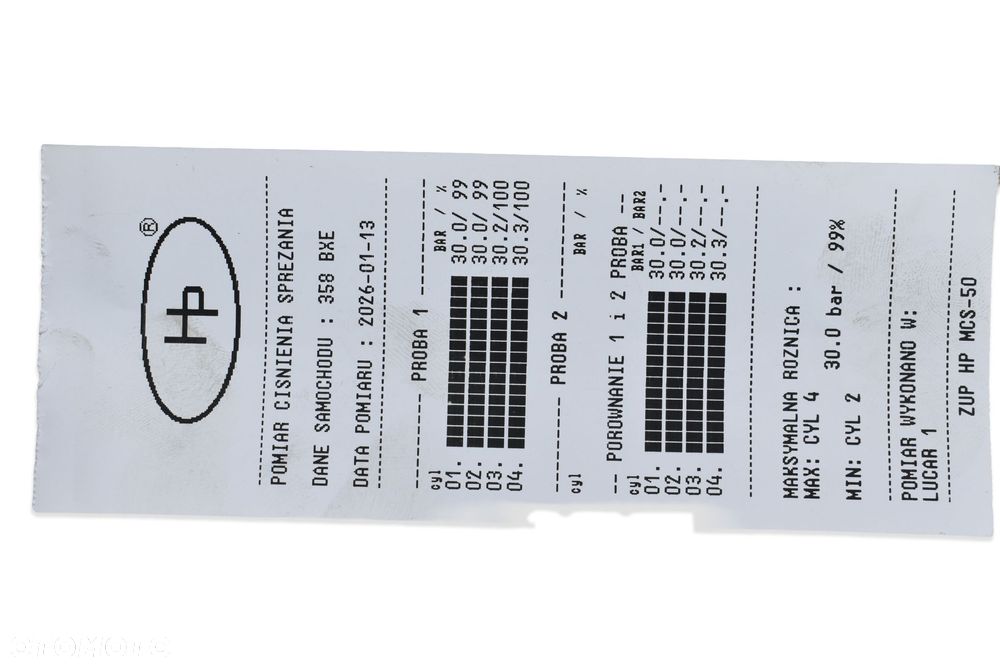 Hp ®
POMIAR CISNIENIA SPREZANIA
DANE SAMOCHODU : 358 BXE
DATA POMIARU : 2026-01-13
--- PROBA 1 ---
cyl BAR / %
01. 30.0/ 99
02. 30.0/ 99
03. 30.2/100
04. 30.3/100
--- PROBA 2 ---
cyl BAR / %
-- POROWNANIE 1 i 2 PROBA --
cyl BAR1 / BAR2
01. 30.0/--.-
02. 30.0/--.-
03. 30.2/--.-
04. 30.3/--.-
MAKSYMALNA ROZNICA :
MAX: CYL 4
30.0 bar / 99%
MIN: CYL 2
POMIAR WYKONANO W:
LUCAR 1
ZUP HP MCS-50
OTOMOTO